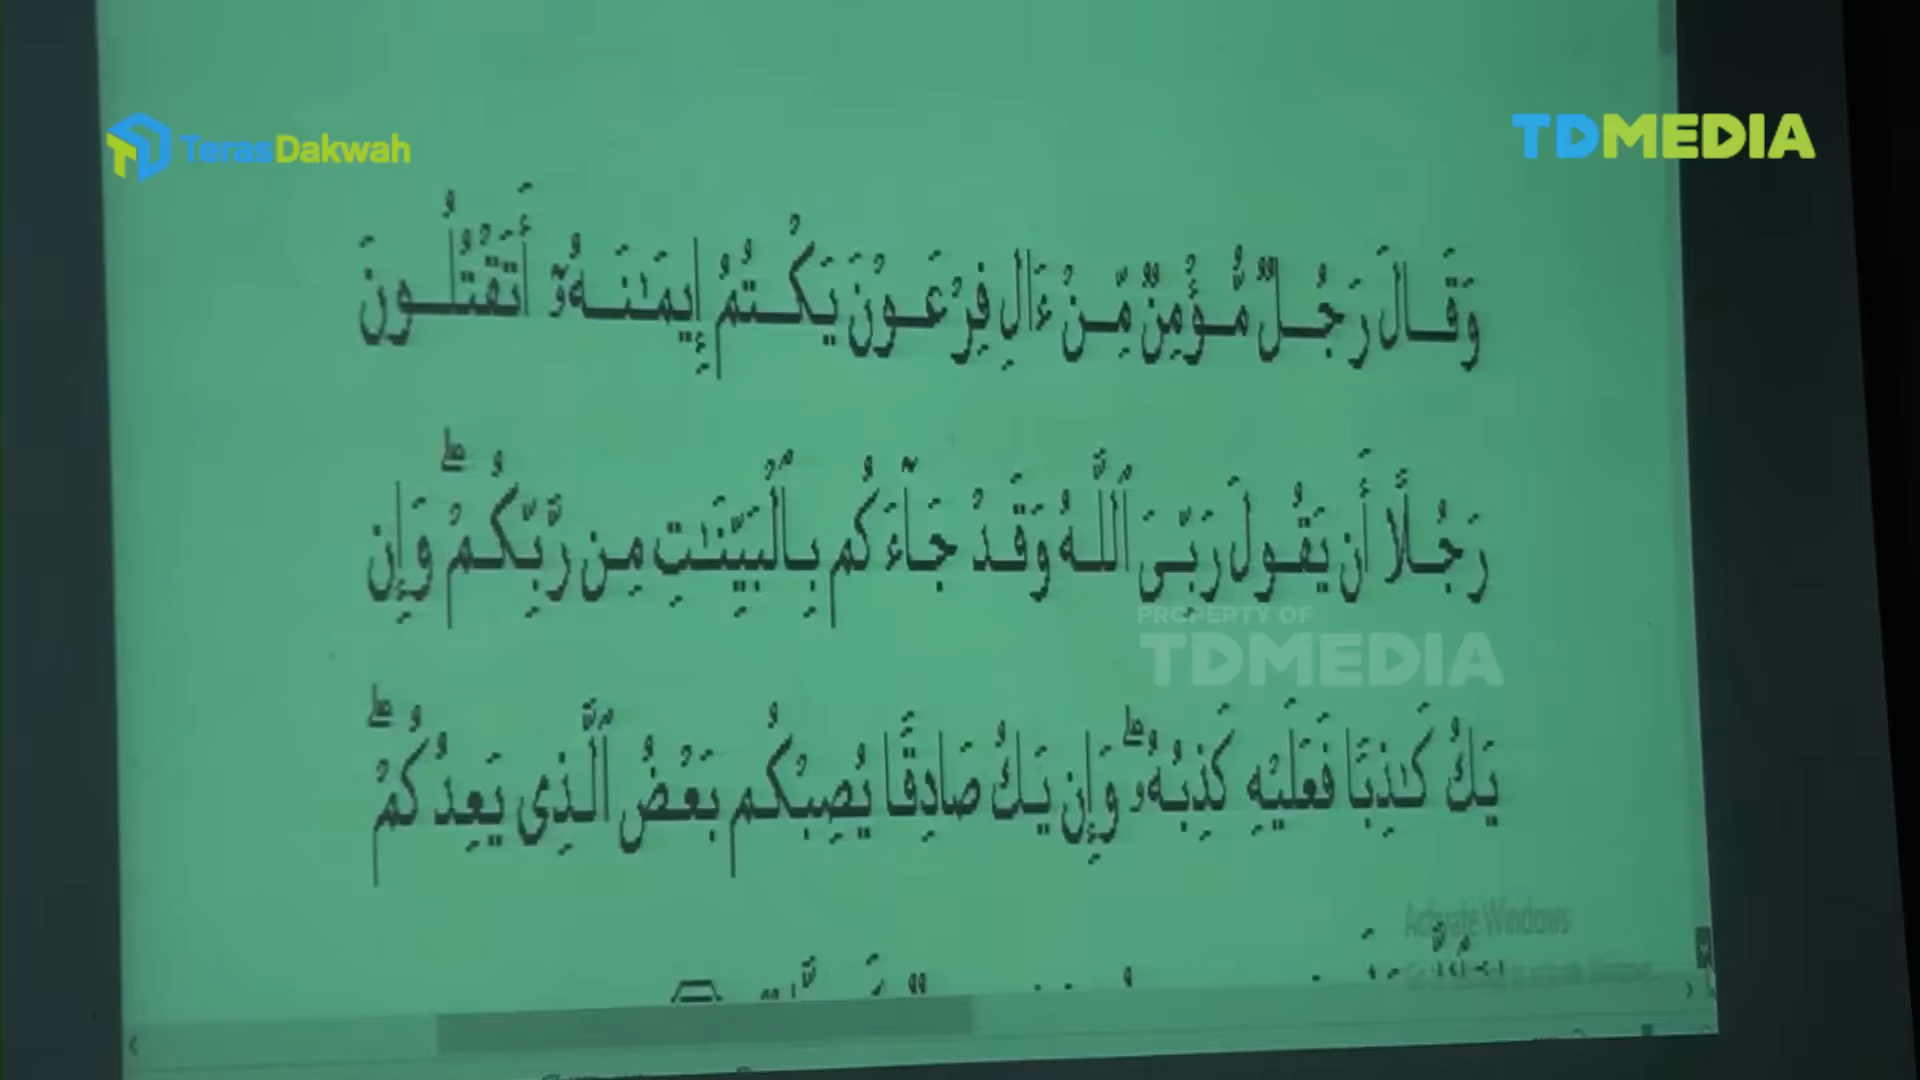 TerasDakwah
TDMEDIA
وَقَالَ رَجُلٌ مُّؤْمِنٌ مِّنْ ءَالِ فِرْعَوْنَ يَكْتُمُ إِيمَـٰنَهُۥٓ أَتَقْتُلُونَ
رَجُلًا أَن يَقُولَ رَبِّىَ ٱللَّهُ وَقَدْ جَآءَكُم بِٱلْبَيِّنَـٰتِ مِن رَّبِّكُمْ ۖ وَإِن
PROPERTY OF
TDMEDIA
يَكُ كَـٰذِبًا فَعَلَيْهِ كَذِبُهُۥ ۖ وَإِن يَكُ صَادِقًا يُصِبْكُم بَعْضُ ٱلَّذِى يَعِدُكُمْ ۖ
Activate Windows